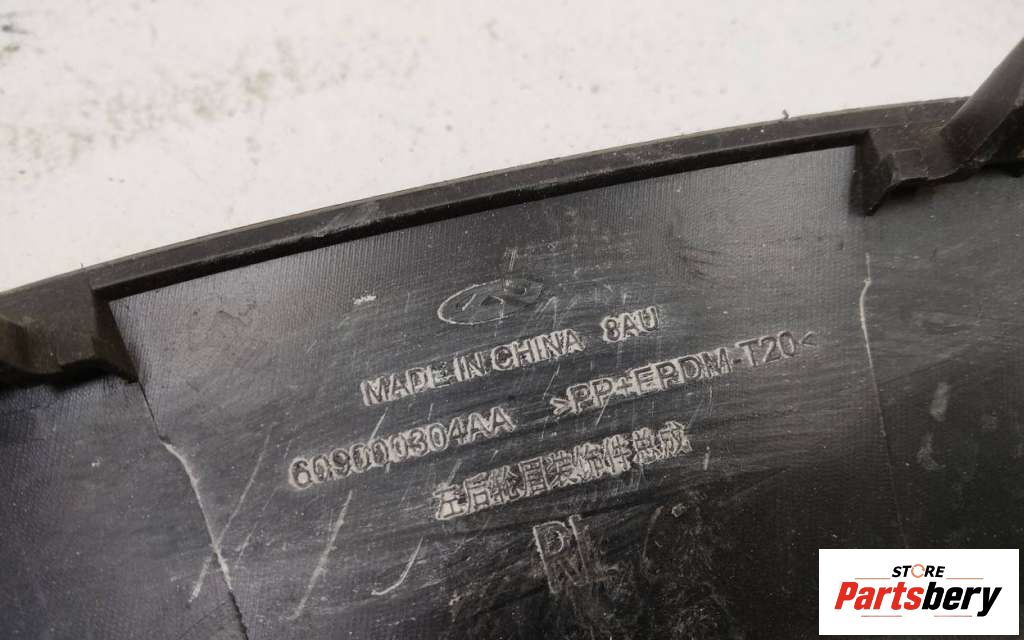 MADE IN CHINA 8AU
609000304AA >PP+EPDM-T20<
左后轮眉装饰件总成
STORE
Partsbery